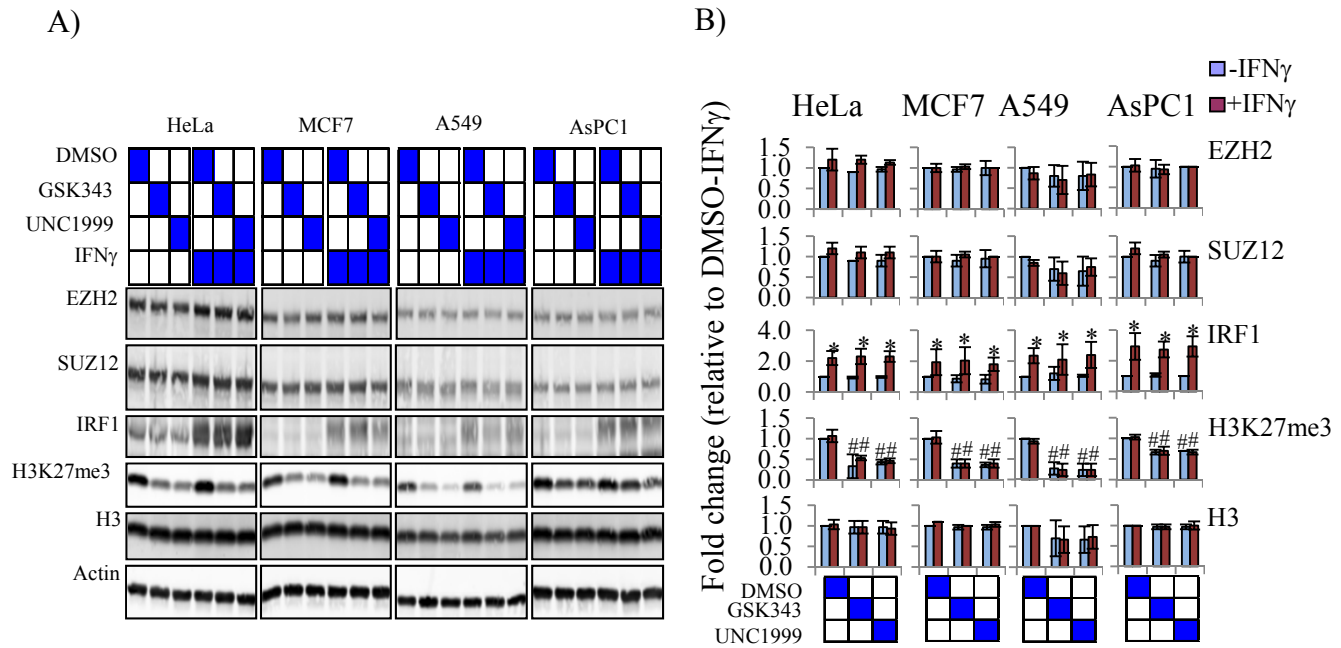 A)
HeLa MCF7 A549 AsPC1
DMSO
GSK343
UNC1999
IFNγ
EZH2
SUZ12
IRF1
H3K27me3
H3
Actin
B)
-IFNγ
+IFNγ
HeLa MCF7 A549 AsPC1
Fold change (relative to DMSO-IFNγ)
1.5
1.0
0.5
0.0
EZH2
1.5
1.0
0.5
0.0
SUZ12
4.0
2.0
0.0
* * * * * * * * * * * *
IRF1
1.5
1.0
0.5
0.0
## ## ## ## ## ## ## ##
H3K27me3
1.5
1.0
0.5
0.0
H3
DMSO
GSK343
UNC1999